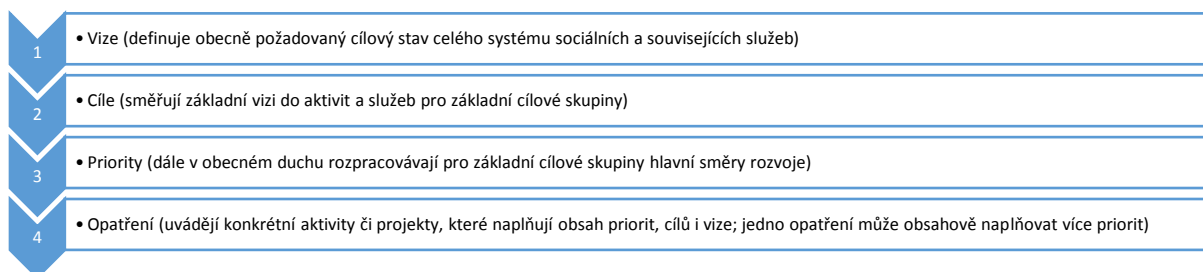 1
• Vize (definuje obecně požadovaný cílový stav celého systému sociálních a souvisejících služeb)
2
• Cíle (směřují základní vizi do aktivit a služeb pro základní cílové skupiny)
3
• Priority (dále v obecném duchu rozpracovávají pro základní cílové skupiny hlavní směry rozvoje)
4
• Opatření (uvádějí konkrétní aktivity či projekty, které naplňují obsah priorit, cílů i vize; jedno opatření může obsahově naplňovat více priorit)